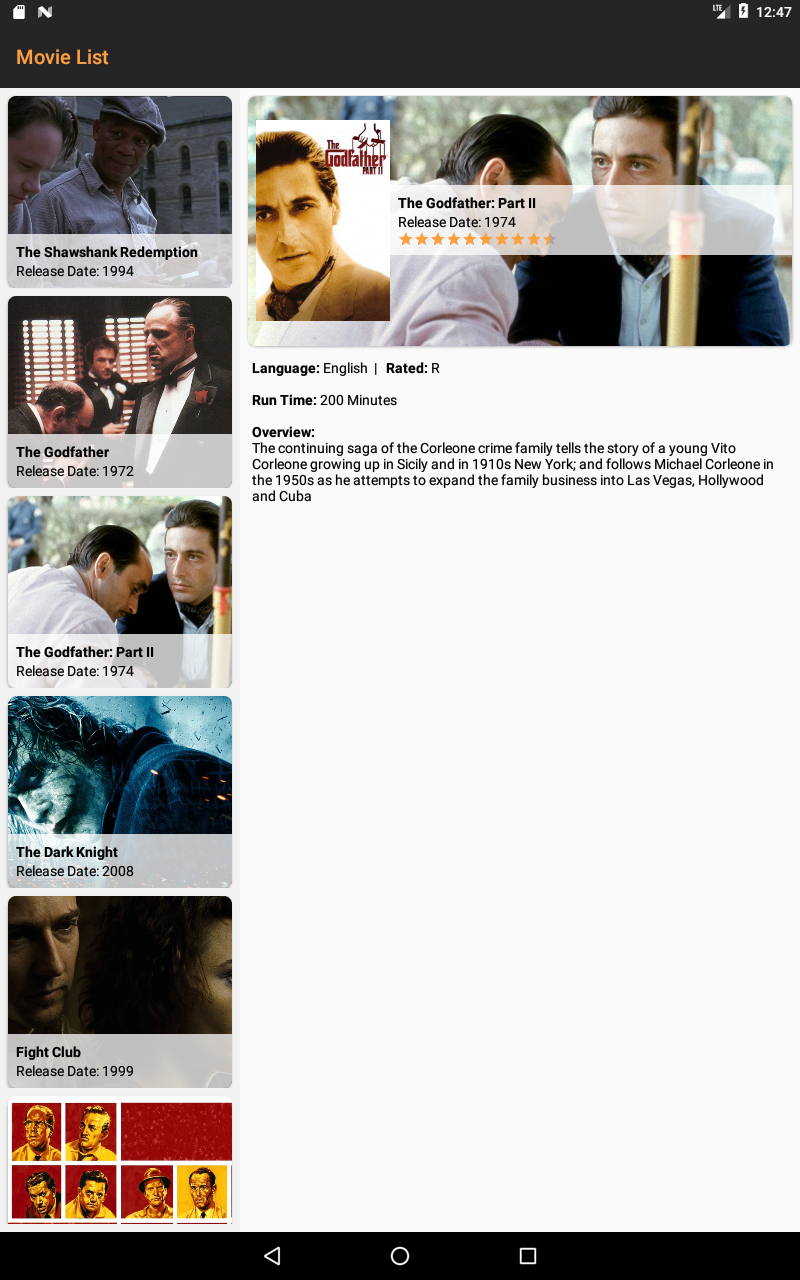 12:47
LTE
Movie List
The Shawshank Redemption
Release Date: 1994
The Godfather
Release Date: 1972
The Godfather: Part II
Release Date: 1974
The Dark Knight
Release Date: 2008
Fight Club
Release Date: 1999
The
Godfather
PART II
The Godfather: Part II
Release Date: 1974
Language: English | Rated: R
Run Time: 200 Minutes
Overview:
The continuing saga of the Corleone crime family tells the story of a young Vito
Corleone growing up in Sicily and in 1910s New York; and follows Michael Corleone in
the 1950s as he attempts to expand the family business into Las Vegas, Hollywood
and Cuba